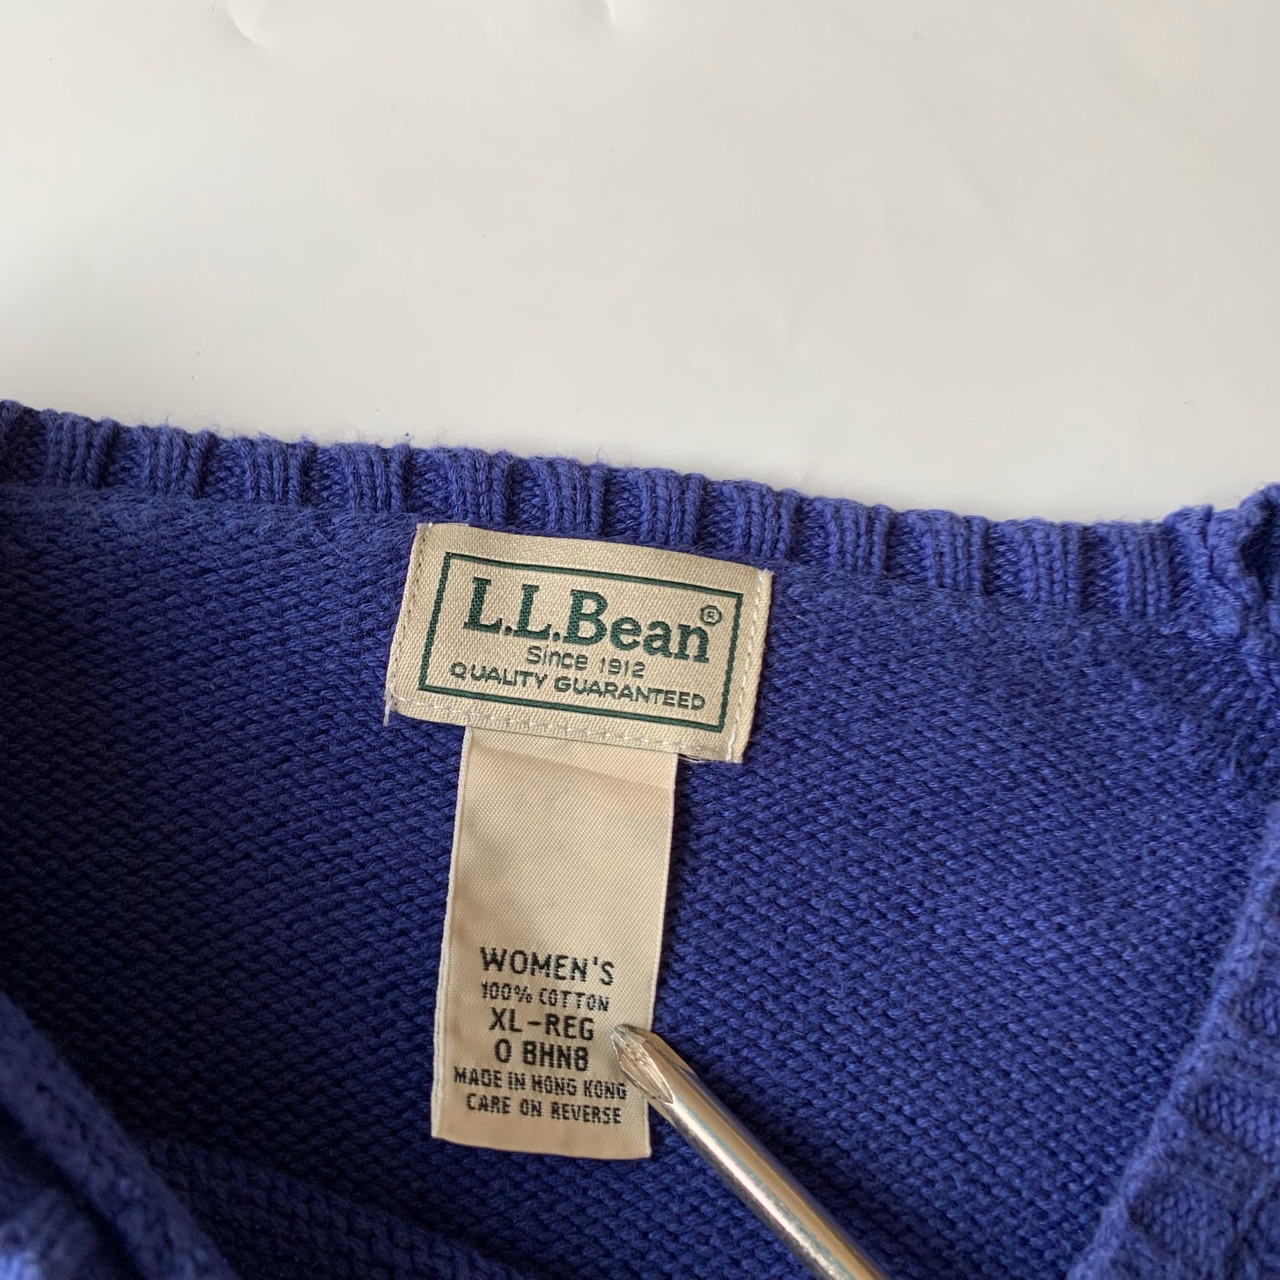 L.L.Bean®
Since 1912
QUALITY GUARANTEED
WOMEN'S
100% COTTON
XL-REG
0 BHN8
MADE IN HONG KONG
CARE ON REVERSE